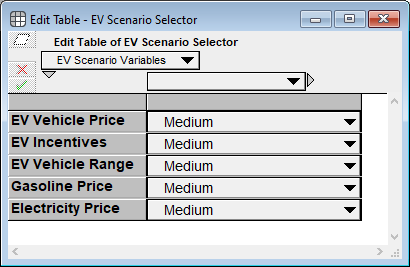 Edit Table - EV Scenario Selector
Edit Table of EV Scenario Selector
EV Scenario Variables
EV Vehicle Price Medium
EV Incentives Medium
EV Vehicle Range Medium
Gasoline Price Medium
Electricity Price Medium